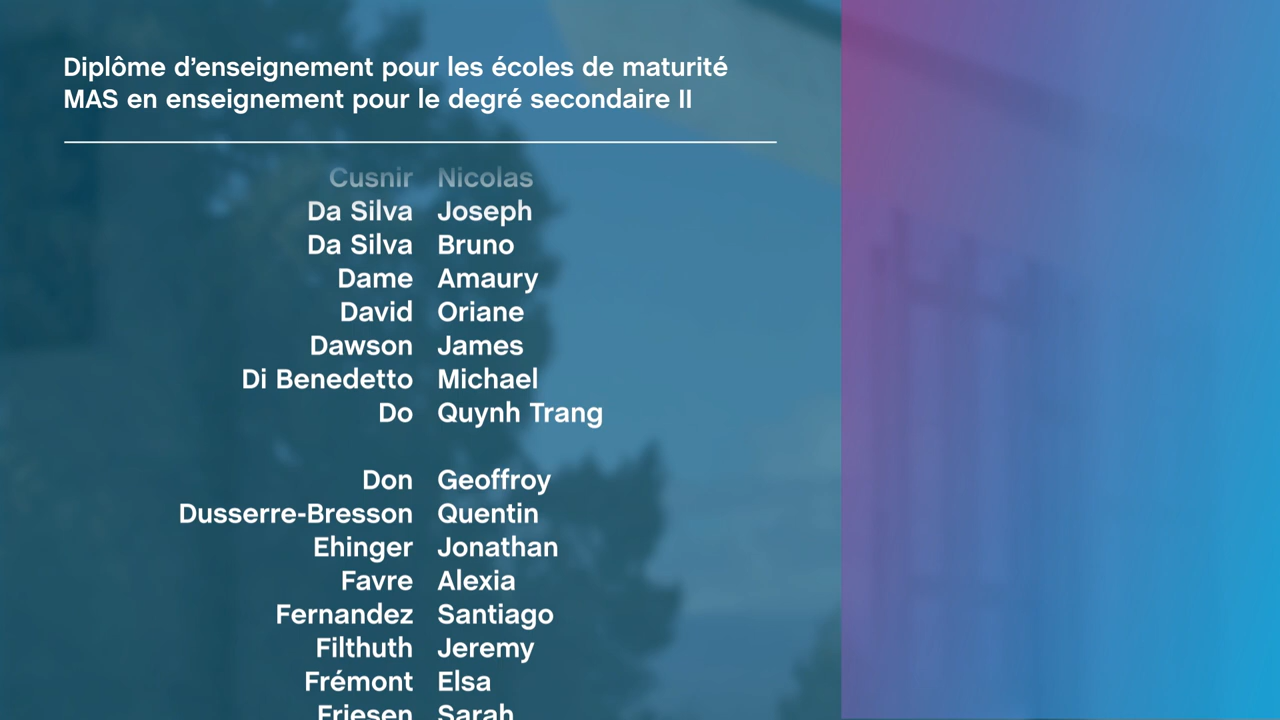 Diplôme d’enseignement pour les écoles de maturité
MAS en enseignement pour le degré secondaire II
Cusnir Nicolas
Da Silva Joseph
Da Silva Bruno
Dame Amaury
David Oriane
Dawson James
Di Benedetto Michael
Do Quynh Trang
Don Geoffroy
Dusserre-Bresson Quentin
Ehinger Jonathan
Favre Alexia
Fernandez Santiago
Filthuth Jeremy
Frémont Elsa
Friesen Sarah